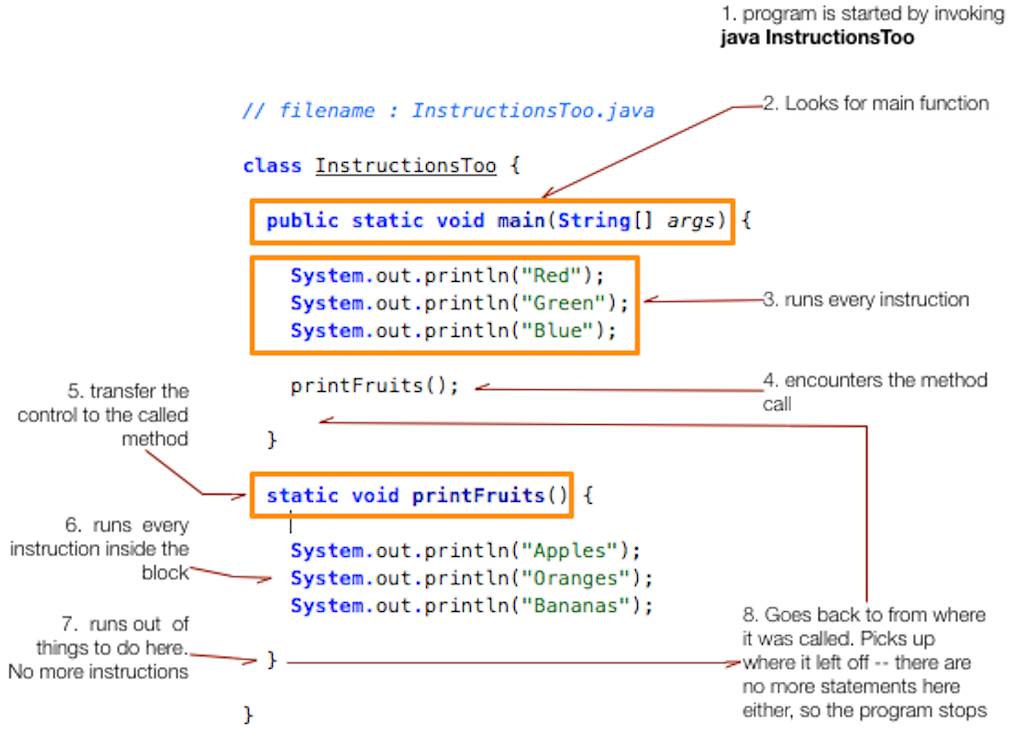 1. program is started by invoking
java InstructionsToo
// filename : InstructionsToo.java
2. Looks for main function
class InstructionsToo {
public static void main(String[] args) {
System.out.println("Red");
System.out.println("Green");
System.out.println("Blue");
3. runs every instruction
printFruits();
4. encounters the method
call
5. transfer the
control to the called
method
}
static void printFruits() {
6. runs every
instruction inside the
block
System.out.println("Apples");
System.out.println("Oranges");
System.out.println("Bananas");
7. runs out of
things to do here.
No more instructions
}
8. Goes back to from where
it was called. Picks up
where it left off -- there are
no more statements here
either, so the program stops
}